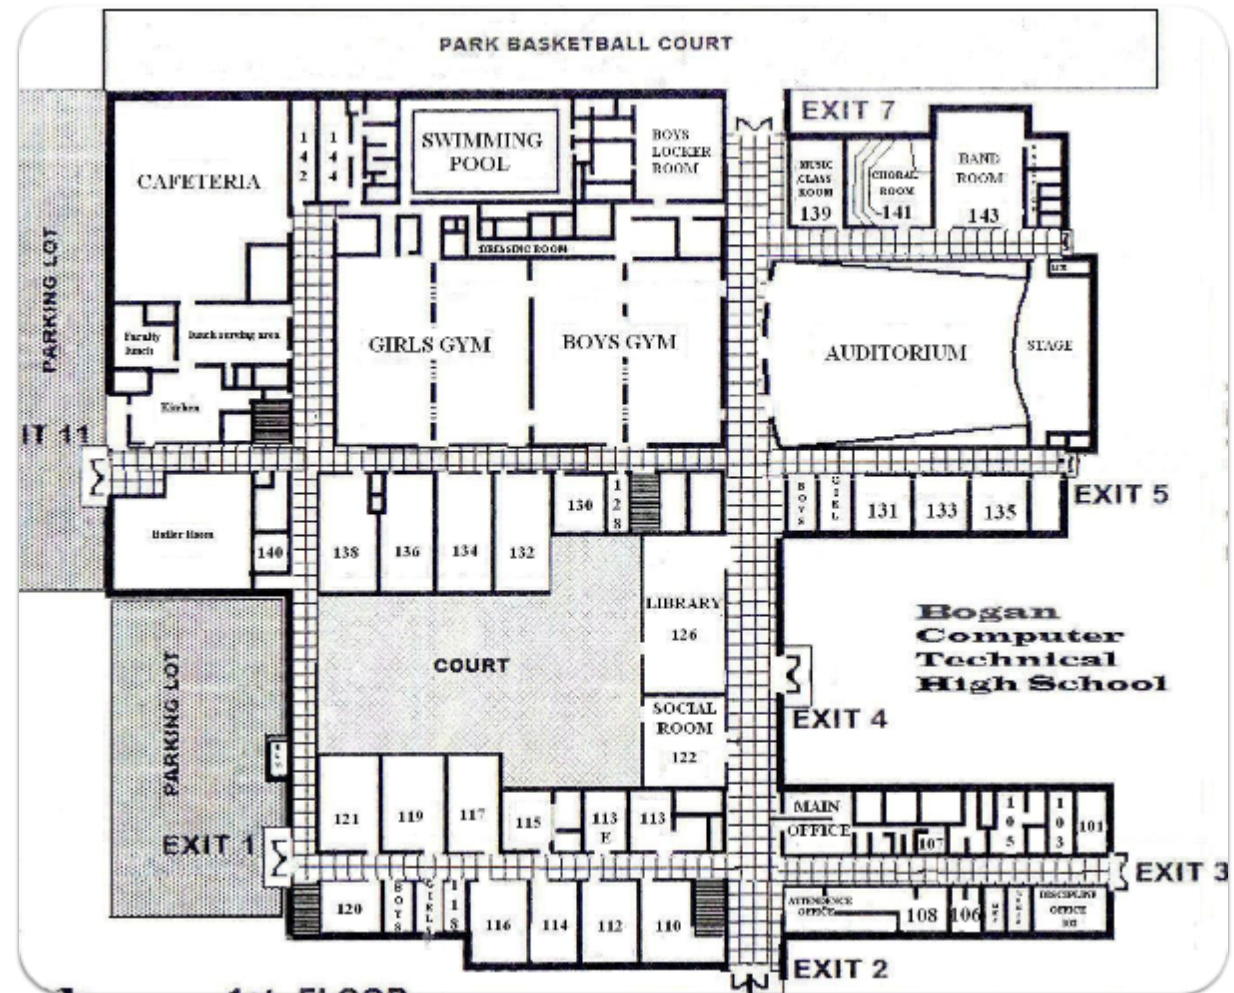 PARK BASKETBALL COURT
EXIT 7
CAFETERIA
142
144
SWIMMING
POOL
BOYS
LOCKER
ROOM
MUSIC
CLASS
ROOM
139
CHORAL
ROOM
141
BAND
ROOM
143
DRESSING ROOM
PARKING LOT
Faculty
lunch
lunch serving area
Kitchen
GIRLS GYM
BOYS GYM
AUDITORIUM
STAGE
IT 11
EXIT 5
Boiler Room
140
138
136
134
132
130
128
BOYS
GIRL
131
133
135
LIBRARY
126
COURT
Bogan
Computer
Technical
High School
PARKING LOT
SOCIAL
ROOM
122
EXIT 4
121
119
117
115
113
E
113
MAIN
OFFICE
107
105
103
101
EXIT 1
EXIT 3
120
BOYS
GIRLS
118
116
114
112
110
ATTENDENCE
OFFICE
108
106
DISCIPLINE
OFFICE
EXIT 2
1st FLOOR